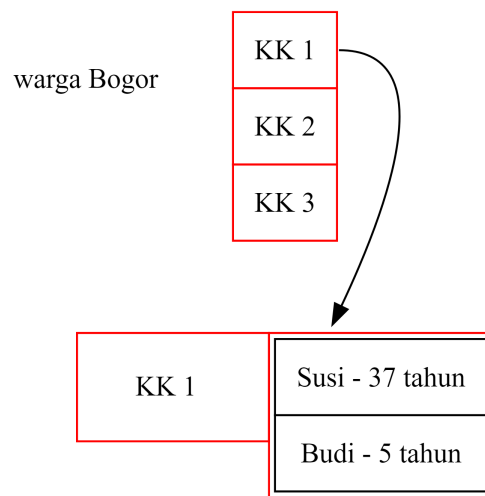 warga Bogor
KK 1
KK 2
KK 3
KK 1
Susi - 37 tahun
Budi - 5 tahun